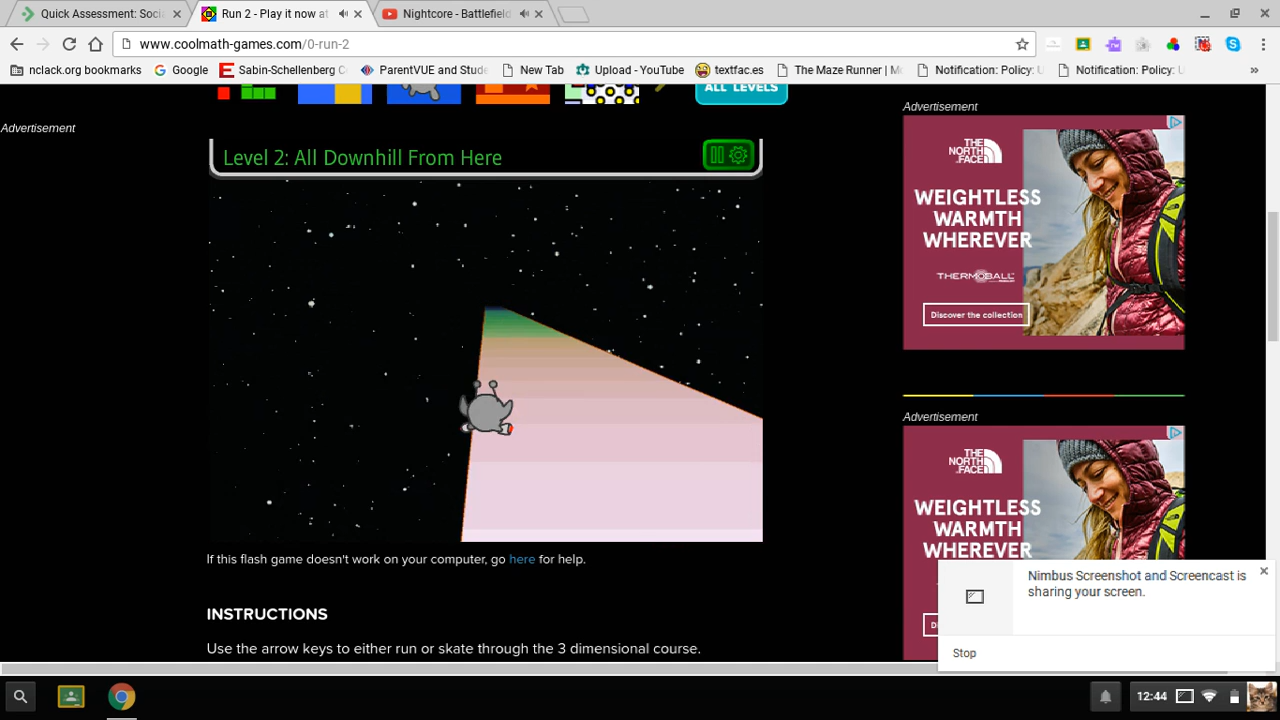 Quick Assessment: Soci
Run 2 - Play it now at
Nightcore - Battlefield
www.coolmath-games.com/0-run-2
nclack.org bookmarks
Google
Sabin-Schellenberg C
ParentVUE and Stude
New Tab
Upload - YouTube
textfac.es
The Maze Runner | Mo
Notification: Policy: U
Notification: Policy: U
»
ALL LEVELS
Advertisement
Level 2: All Downhill From Here
Advertisement
THE
NORTH
FACE
WEIGHTLESS
WARMTH
WHEREVER
THERMOBALL
Discover the collection
Advertisement
THE
NORTH
FACE
WEIGHTLESS
WARMTH
WHEREVER
If this flash game doesn't work on your computer, go here for help.
INSTRUCTIONS
Use the arrow keys to either run or skate through the 3 dimensional course.
Nimbus Screenshot and Screencast is
sharing your screen.
Stop
12:44